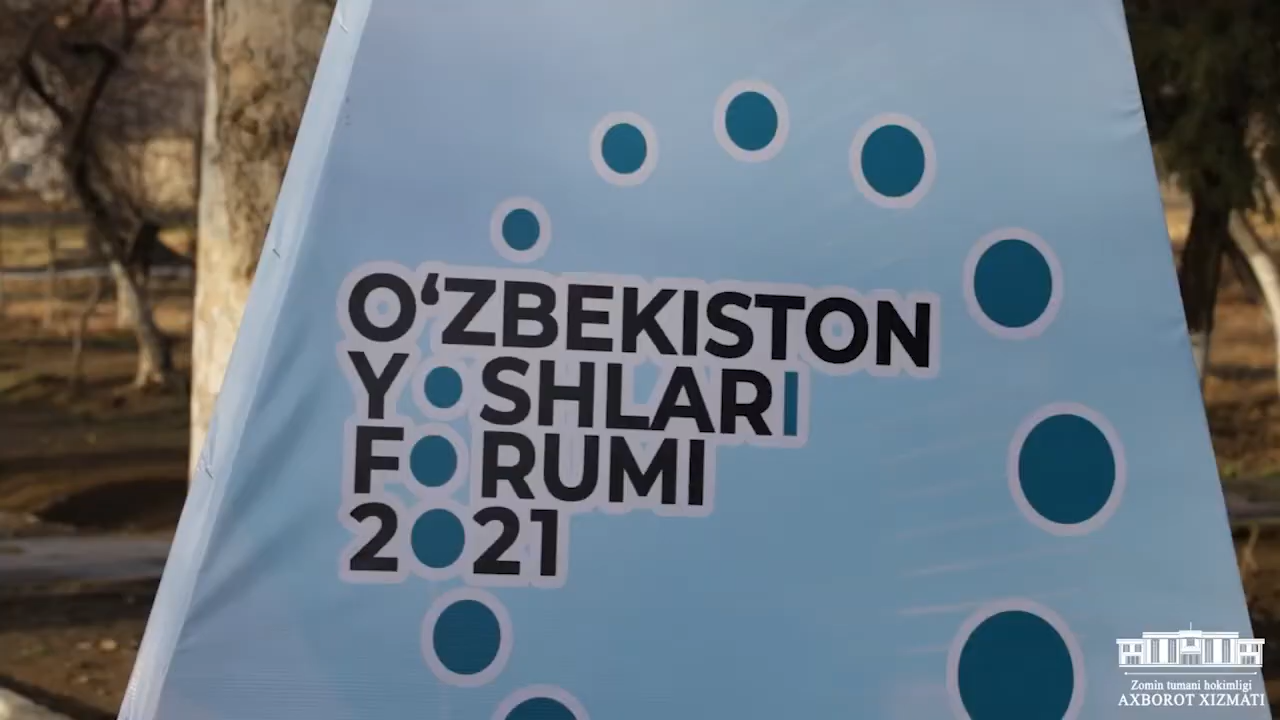 O‘ZBEKISTON
YOSHLARI
FORUMI
2021
Zomin tumani hokimligi
AXBOROT XIZMATI